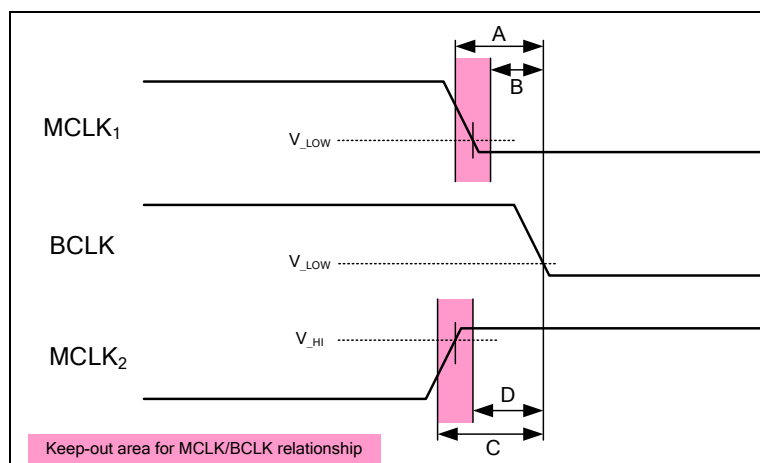 A
B
MCLK1
V_LOW
BCLK
V_LOW
V_HI
MCLK2
D
C
Keep-out area for MCLK/BCLK relationship